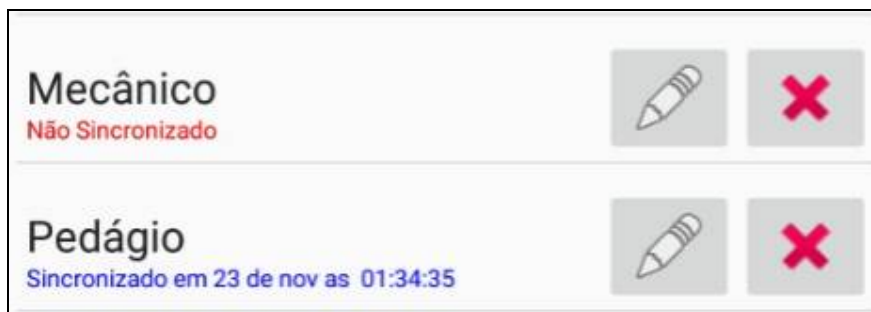 Mecânico
Não Sincronizado
Pedágio
Sincronizado em 23 de nov as 01:34:35